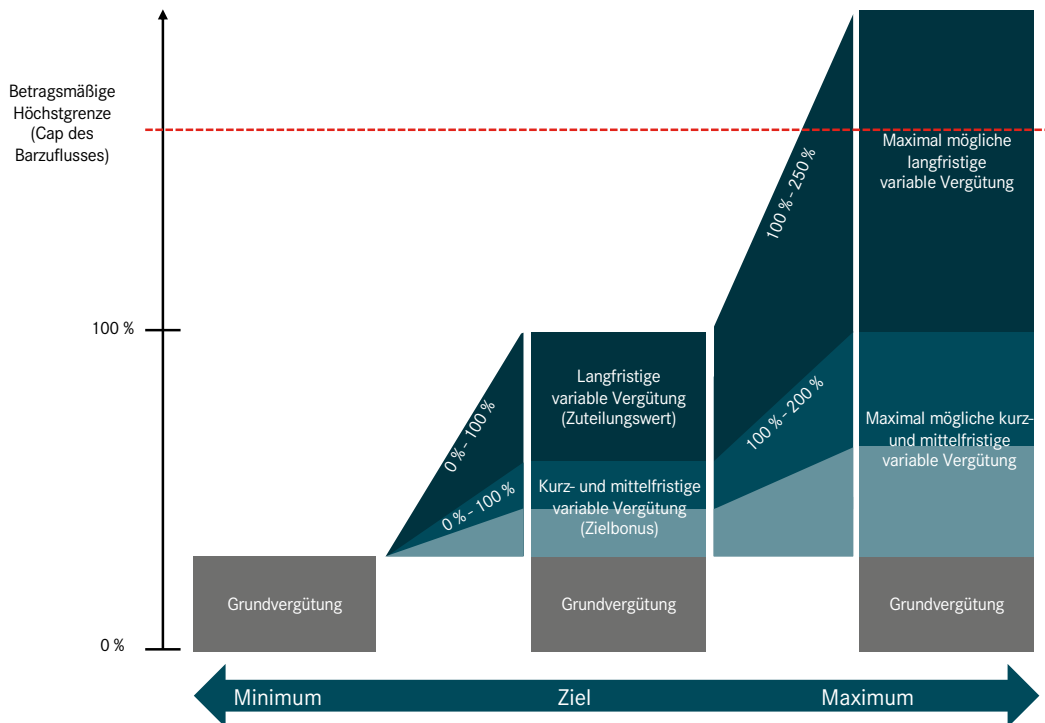 Betragsmäßige
Höchstgrenze
(Cap des
Barzuflusses)
100 %
0 %
Grundvergütung
0 % - 100 %
0 % - 100 %
Langfristige
variable Vergütung
(Zuteilungswert)
Kurz- und mittelfristige
variable Vergütung
(Zielbonus)
Grundvergütung
100 % - 250 %
100 % - 200 %
Maximal mögliche
langfristige
variable Vergütung
Maximal mögliche kurz-
und mittelfristige
variable Vergütung
Grundvergütung
Minimum
Ziel
Maximum